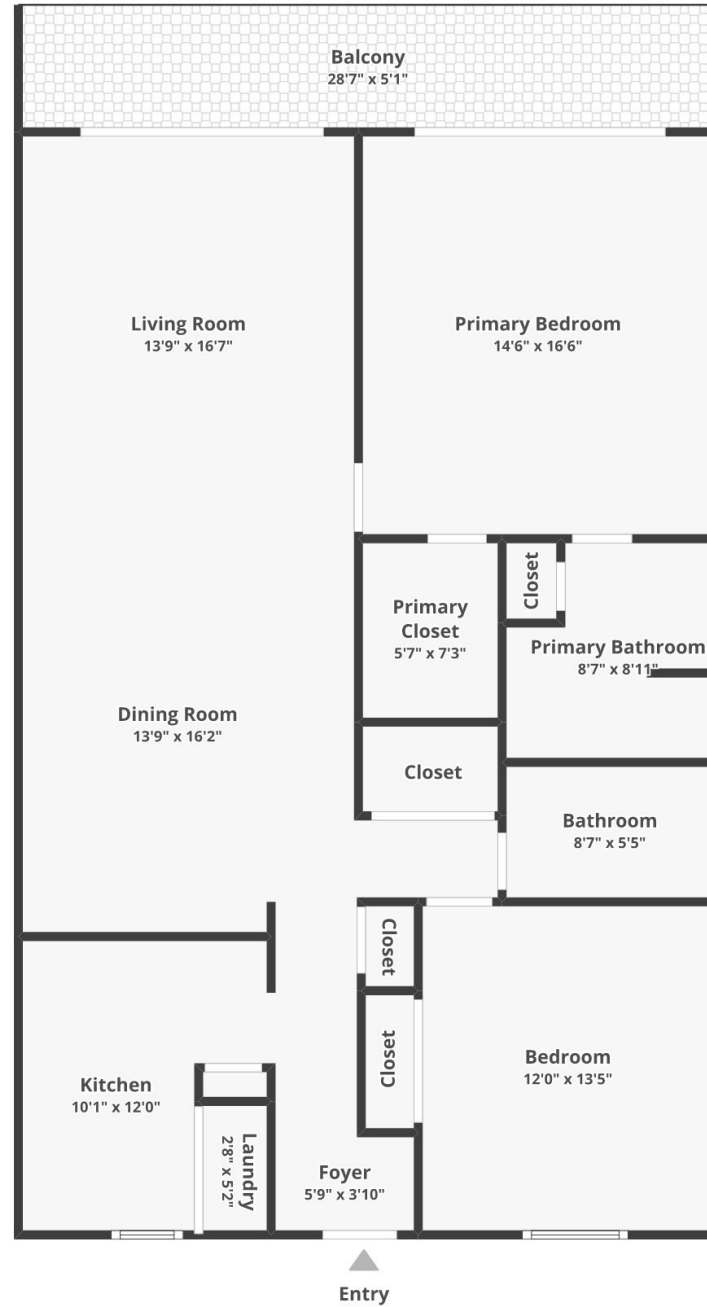 Balcony
28'7" x 5'1"
Living Room
13'9" x 16'7"
Primary Bedroom
14'6" x 16'6"
Primary
Closet
5'7" x 7'3"
Closet
Primary Bathroom
8'7" x 8'11"
Dining Room
13'9" x 16'2"
Closet
Bathroom
8'7" x 5'5"
Closet
Closet
Bedroom
12'0" x 13'5"
Kitchen
10'1" x 12'0"
Laundry
2'8" x 5'2"
Foyer
5'9" x 3'10"
Entry